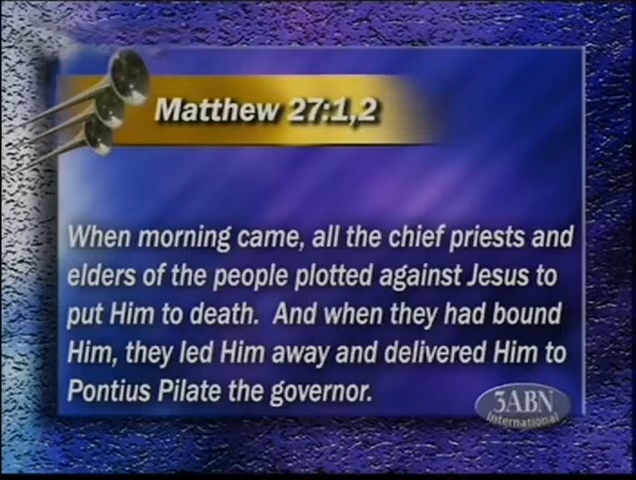 Matthew 27:1,2
When morning came, all the chief priests and
elders of the people plotted against Jesus to
put Him to death.  And when they had bound
Him, they led Him away and delivered Him to
Pontius Pilate the governor.
3ABN
International